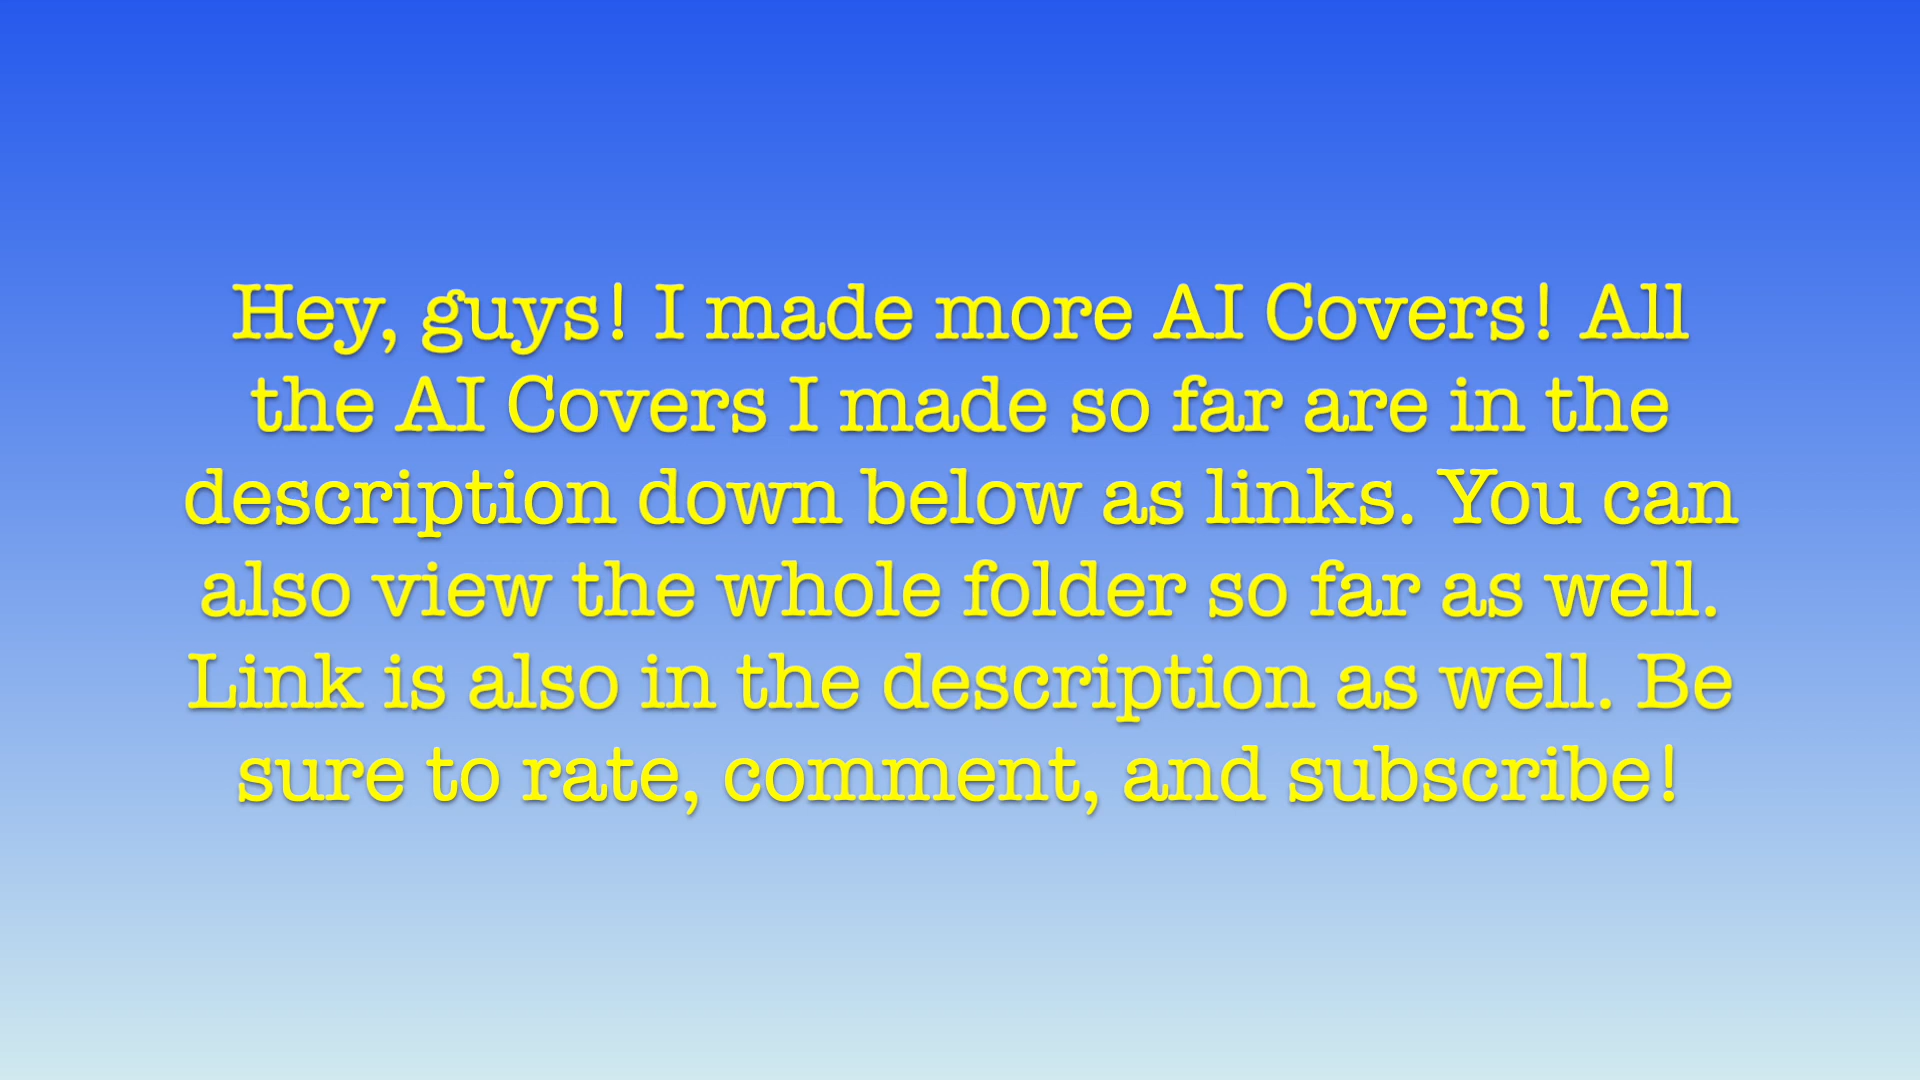 Hey, guys! I made more AI Covers! All
the AI Covers I made so far are in the
description down below as links. You can
also view the whole folder so far as well.
Link is also in the description as well. Be
sure to rate, comment, and subscribe!